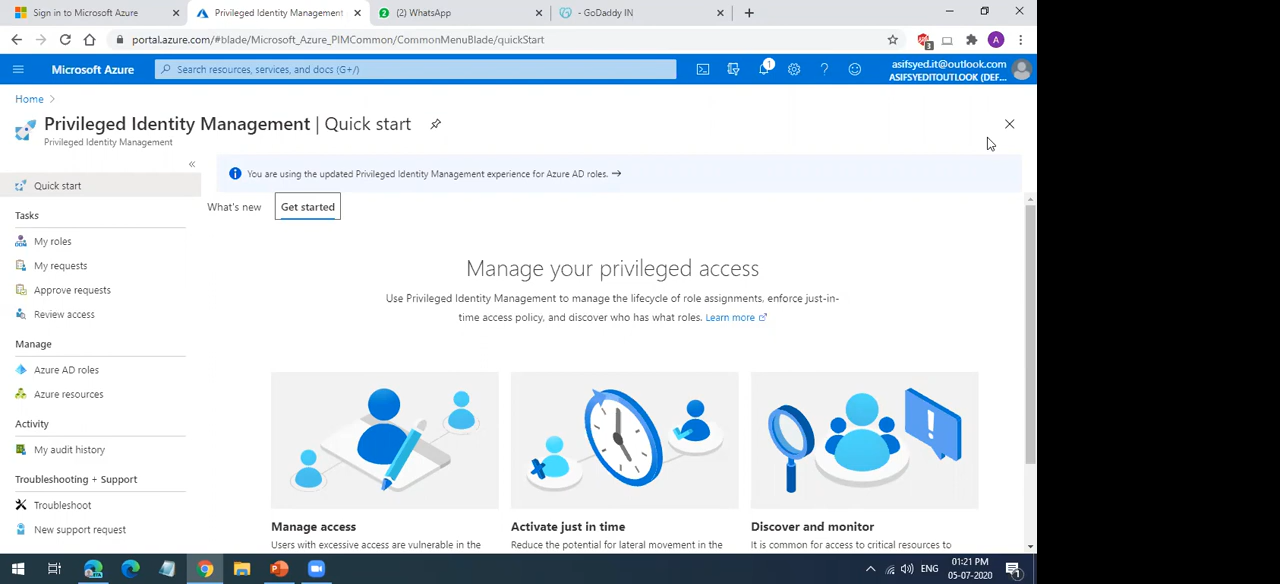 Sign in to Microsoft Azure
Privileged Identity Management
(2) WhatsApp
- GoDaddy IN
portal.azure.com/#blade/Microsoft_Azure_PIMCommon/CommonMenuBlade/quickStart
3
A
Microsoft Azure
Search resources, services, and docs (G+/)
1
asifsyed.it@outlook.com
ASIFSYEDITOUTLOOK (DEF...
Home
Privileged Identity Management | Quick start
Privileged Identity Management
You are using the updated Privileged Identity Management experience for Azure AD roles. →
Quick start
Tasks
My roles
My requests
Approve requests
Review access
Manage
Azure AD roles
Azure resources
Activity
My audit history
Troubleshooting + Support
Troubleshoot
New support request
What's new
Get started
Manage your privileged access
Use Privileged Identity Management to manage the lifecycle of role assignments, enforce just-in-
time access policy, and discover who has what roles. Learn more
Manage access
Users with excessive access are vulnerable in the
Activate just in time
Reduce the potential for lateral movement in the
Discover and monitor
It is common for access to critical resources to
ENG
01:21 PM
05-07-2020
1